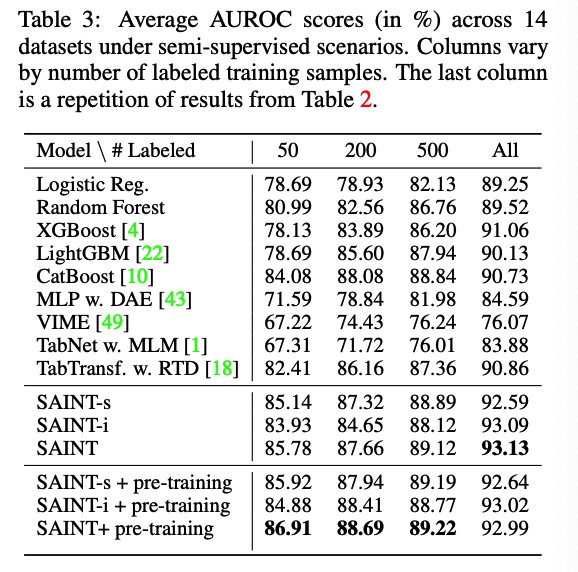 Table 3: Average AUROC scores (in %) across 14
datasets under semi-supervised scenarios. Columns vary
by number of labeled training samples. The last column
is a repetition of results from Table 2.
Model \ # Labeled 50 200 500 All
Logistic Reg. 78.69 78.93 82.13 89.25
Random Forest 80.99 82.56 86.76 89.52
XGBoost [4] 78.13 83.89 86.20 91.06
LightGBM [22] 78.69 85.60 87.94 90.13
CatBoost [10] 84.08 88.08 88.84 90.73
MLP w. DAE [43] 71.59 78.84 81.98 84.59
VIME [49] 67.22 74.43 76.24 76.07
TabNet w. MLM [1] 67.31 71.72 76.01 83.88
TabTransf. w. RTD [18] 82.41 86.16 87.36 90.86
SAINT-s 85.14 87.32 88.89 92.59
SAINT-i 83.93 84.65 88.12 93.09
SAINT 85.78 87.66 89.12 93.13
SAINT-s + pre-training 85.92 87.94 89.19 92.64
SAINT-i + pre-training 84.88 88.41 88.77 93.02
SAINT+ pre-training 86.91 88.69 89.22 92.99